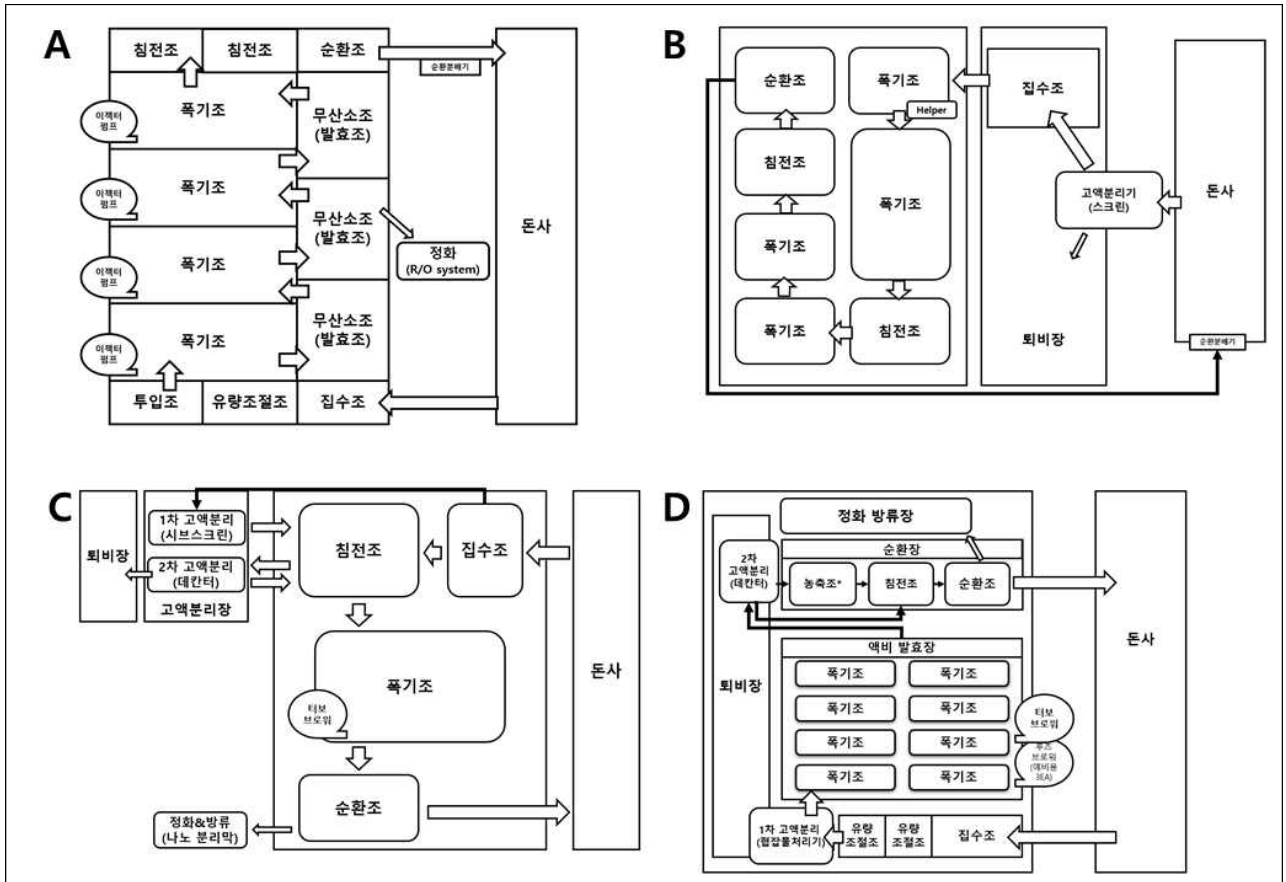 A
침전조
침전조
순환조
순환분배기
돈사
폭기조
이젝터
펌프
무산소조
(발효조)
폭기조
이젝터
펌프
무산소조
(발효조)
정화
(R/O system)
폭기조
이젝터
펌프
무산소조
(발효조)
폭기조
이젝터
펌프
투입조
유량조절조
집수조
B
순환조
폭기조
Helper
집수조
침전조
폭기조
고액분리기
(스크린)
돈사
폭기조
폭기조
침전조
퇴비장
순환분배기
C
퇴비장
1차 고액분리
(시브스크린)
2차 고액분리
(데칸터)
고액분리장
침전조
집수조
돈사
폭기조
터보
브로워
순환조
정화&방류
(나노 분리막)
D
정화 방류장
순환장
2차
고액분리
(데칸터)
농축조*
침전조
순환조
돈사
퇴비장
액비 발효장
폭기조
폭기조
폭기조
폭기조
폭기조
폭기조
폭기조
폭기조
터보
브로워
루츠
브로워
(예비용
3EA)
1차 고액분리
(협잡물처리기)
유량
조절조
유량
조절조
집수조